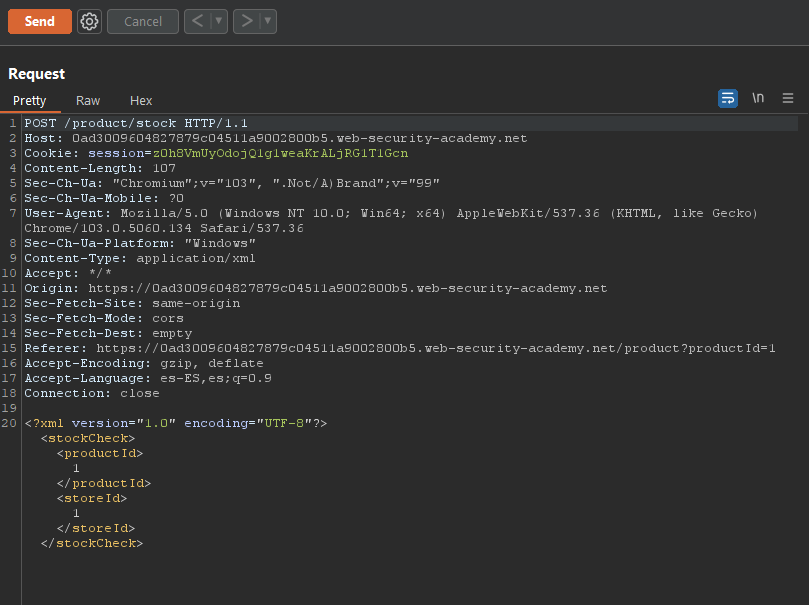 Send Cancel < >
Request
Pretty Raw Hex \n
1 POST /product/stock HTTP/1.1
2 Host: 0ad3009604827879c04511a9002800b5.web-security-academy.net
3 Cookie: session=z0h8VmUyOdojQ1g1weaKrALjRG1T1Gcn
4 Content-Length: 107
5 Sec-Ch-Ua: "Chromium";v="103", ".Not/A)Brand";v="99"
6 Sec-Ch-Ua-Mobile: ?0
7 User-Agent: Mozilla/5.0 (Windows NT 10.0; Win64; x64) AppleWebKit/537.36 (KHTML, like Gecko)
Chrome/103.0.5060.134 Safari/537.36
8 Sec-Ch-Ua-Platform: "Windows"
9 Content-Type: application/xml
10 Accept: */*
11 Origin: https://0ad3009604827879c04511a9002800b5.web-security-academy.net
12 Sec-Fetch-Site: same-origin
13 Sec-Fetch-Mode: cors
14 Sec-Fetch-Dest: empty
15 Referer: https://0ad3009604827879c04511a9002800b5.web-security-academy.net/product?productId=1
16 Accept-Encoding: gzip, deflate
17 Accept-Language: es-ES,es;q=0.9
18 Connection: close
19
20 <?xml version="1.0" encoding="UTF-8"?>
<stockCheck>
<productId>
1
</productId>
<storeId>
1
</storeId>
</stockCheck>